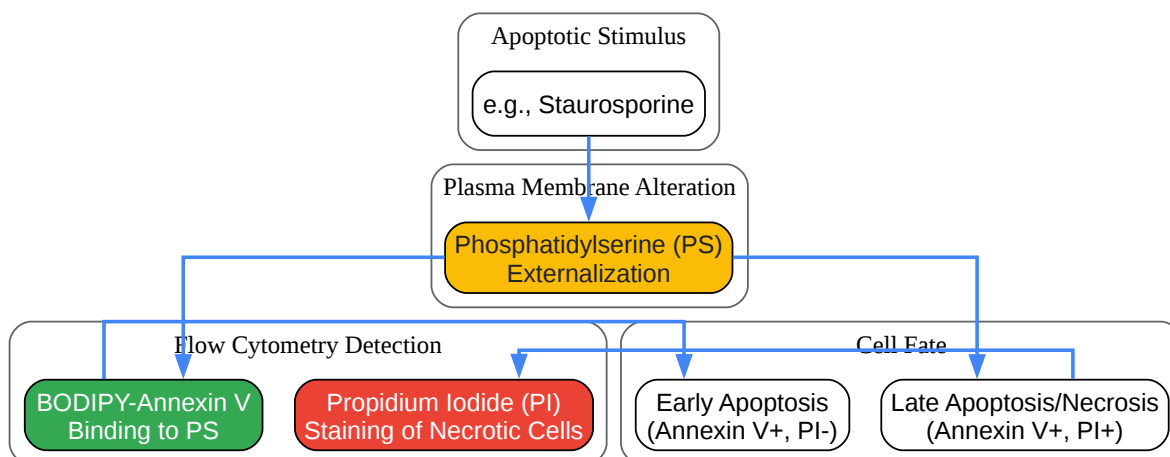 Apoptotic Stimulus
e.g., Staurosporine
Plasma Membrane Alteration
Phosphatidylserine (PS)
Externalization
Flow Cytometry Detection
Cell Fate
BODIPY-Annexin V
Binding to PS
Propidium Iodide (PI)
Staining of Necrotic Cells
Early Apoptosis
(Annexin V+, PI-)
Late Apoptosis/Necrosis
(Annexin V+, PI+)